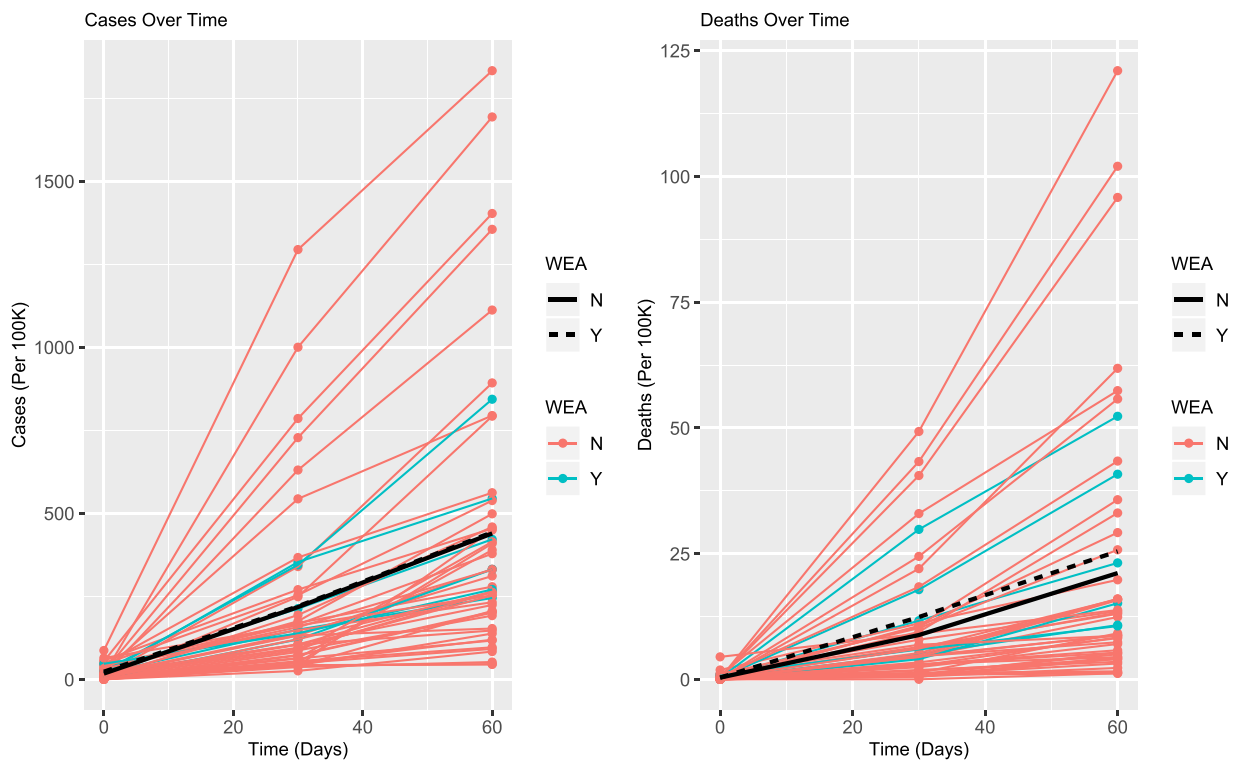 Cases Over Time
Cases (Per 100K)
1500
1000
500
0
0 20 40 60
Time (Days)
WEA
N
Y
WEA
N
Y
Deaths Over Time
Deaths (Per 100K)
125
100
75
50
25
0
0 20 40 60
Time (Days)
WEA
N
Y
WEA
N
Y